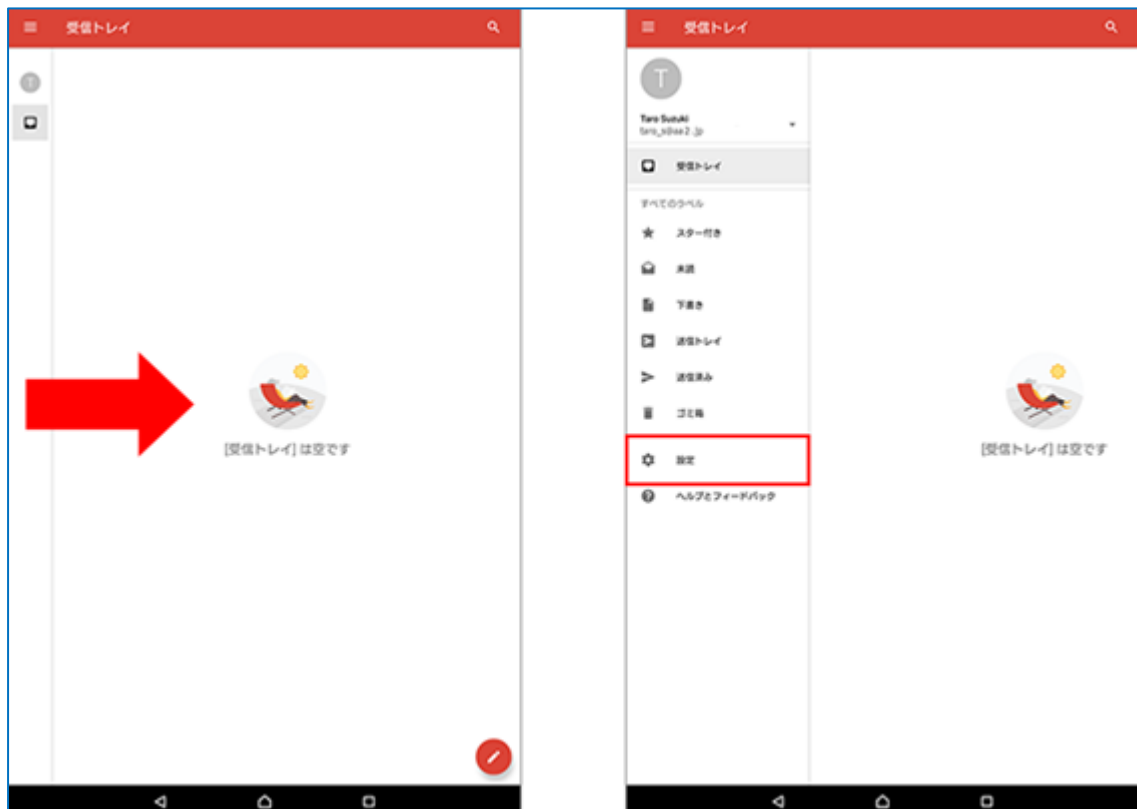 受信トレイ
T
[受信トレイ] は空です
受信トレイ
T
Taro Suzuki
受信トレイ
すべてのラベル
スター付き
未読
下書き
送信トレイ
送信済み
ゴミ箱
設定
ヘルプとフィードバック
[受信トレイ] は空です